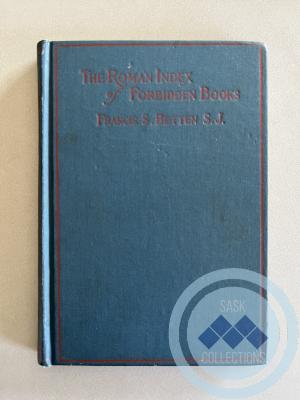 THE ROMAN INDEX
of FORBIDDEN BOOKS
FRANCIS S. BETTEN S.J.
SASK
COLLECTIONS